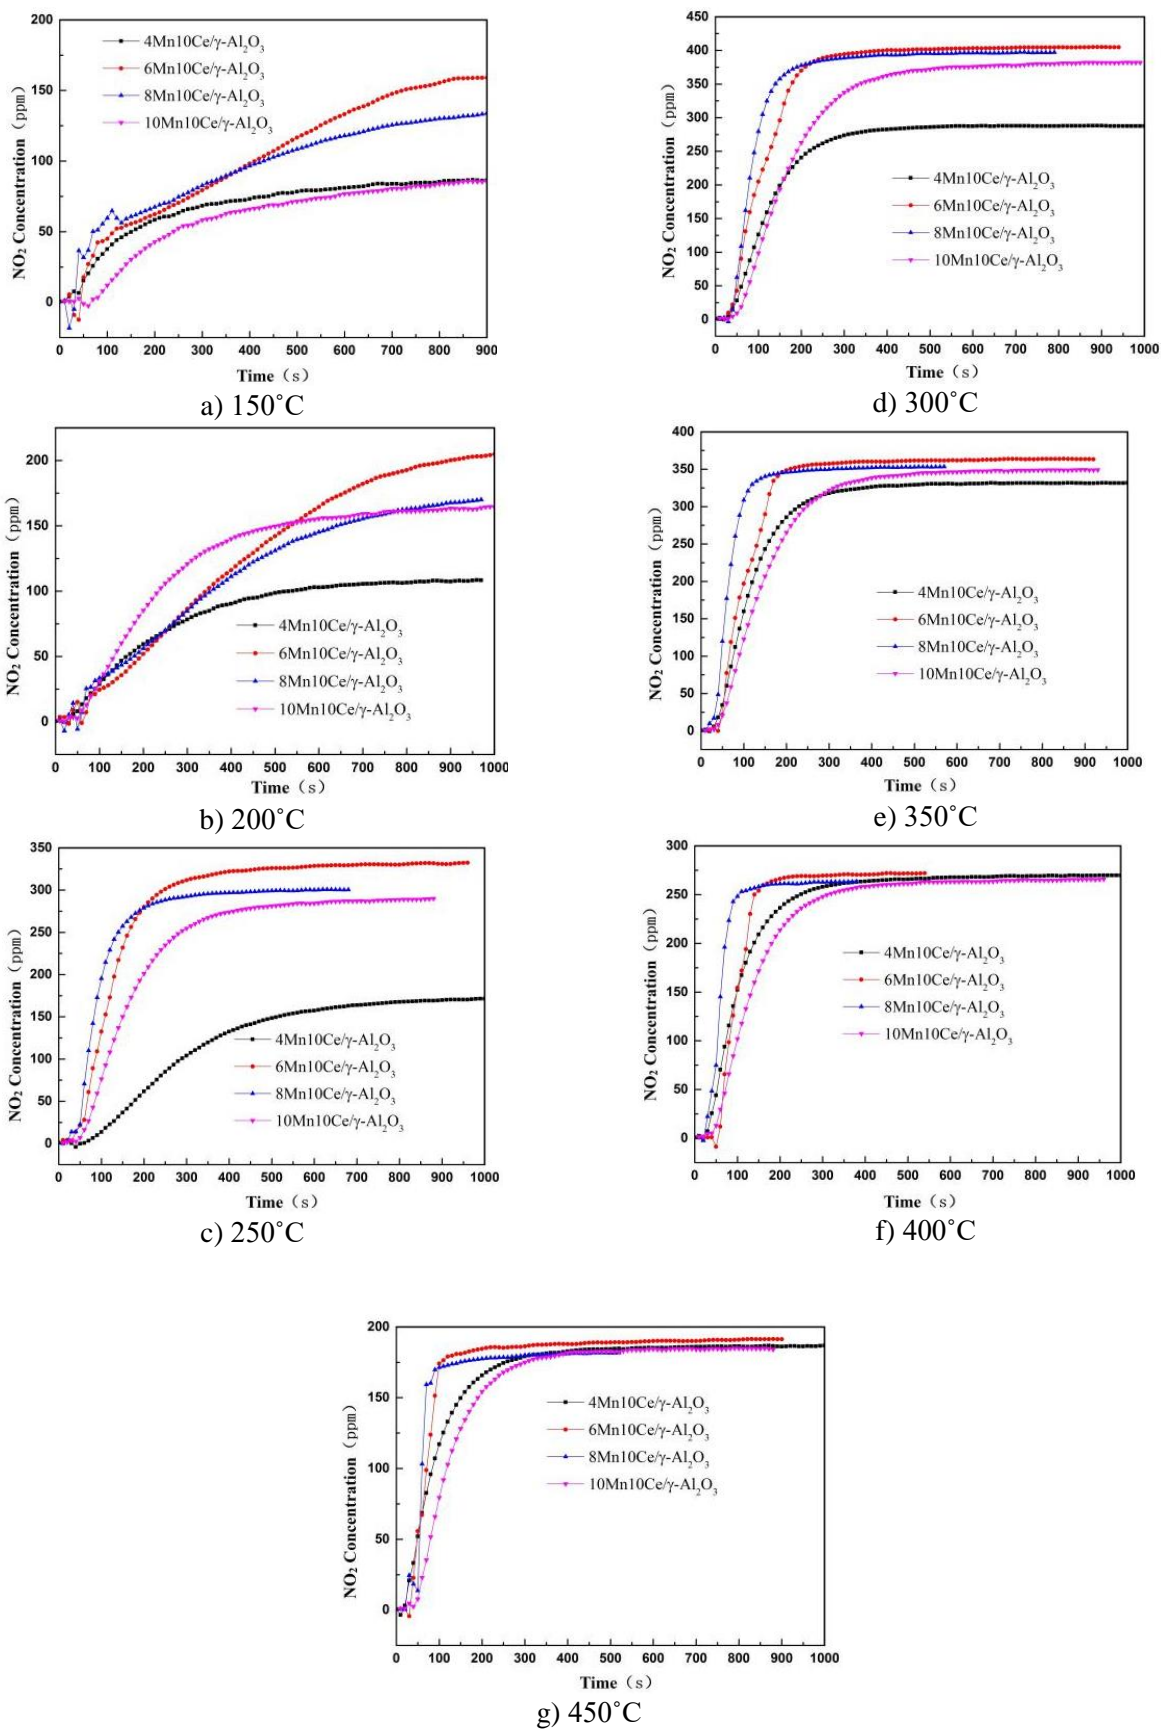 200
150
100
50
0
NO₂ Concentration (ppm)
4Mn10Ce/γ-Al₂O₃
6Mn10Ce/γ-Al₂O₃
8Mn10Ce/γ-Al₂O₃
10Mn10Ce/γ-Al₂O₃
0 100 200 300 400 500 600 700 800 900
Time (s)
a) 150˚C
450
400
350
300
250
200
150
100
50
0
NO₂ Concentration (ppm)
4Mn10Ce/γ-Al₂O₃
6Mn10Ce/γ-Al₂O₃
8Mn10Ce/γ-Al₂O₃
10Mn10Ce/γ-Al₂O₃
0 100 200 300 400 500 600 700 800 900 1000
Time (s)
d) 300˚C
200
150
100
50
0
NO₂ Concentration (ppm)
4Mn10Ce/γ-Al₂O₃
6Mn10Ce/γ-Al₂O₃
8Mn10Ce/γ-Al₂O₃
10Mn10Ce/γ-Al₂O₃
0 100 200 300 400 500 600 700 800 900 1000
Time (s)
b) 200˚C
400
350
300
250
200
150
100
50
0
NO₂ Concentration (ppm)
4Mn10Ce/γ-Al₂O₃
6Mn10Ce/γ-Al₂O₃
8Mn10Ce/γ-Al₂O₃
10Mn10Ce/γ-Al₂O₃
0 100 200 300 400 500 600 700 800 900 1000
Time (s)
e) 350˚C
350
300
250
200
150
100
50
0
NO₂ Concentration (ppm)
4Mn10Ce/γ-Al₂O₃
6Mn10Ce/γ-Al₂O₃
8Mn10Ce/γ-Al₂O₃
10Mn10Ce/γ-Al₂O₃
0 100 200 300 400 500 600 700 800 900 1000
Time (s)
c) 250˚C
300
250
200
150
100
50
0
NO₂ Concentration (ppm)
4Mn10Ce/γ-Al₂O₃
6Mn10Ce/γ-Al₂O₃
8Mn10Ce/γ-Al₂O₃
10Mn10Ce/γ-Al₂O₃
0 100 200 300 400 500 600 700 800 900 1000
Time (s)
f) 400˚C
200
150
100
50
0
NO₂ Concentration (ppm)
4Mn10Ce/γ-Al₂O₃
6Mn10Ce/γ-Al₂O₃
8Mn10Ce/γ-Al₂O₃
10Mn10Ce/γ-Al₂O₃
0 100 200 300 400 500 600 700 800 900 1000
Time (s)
g) 450˚C